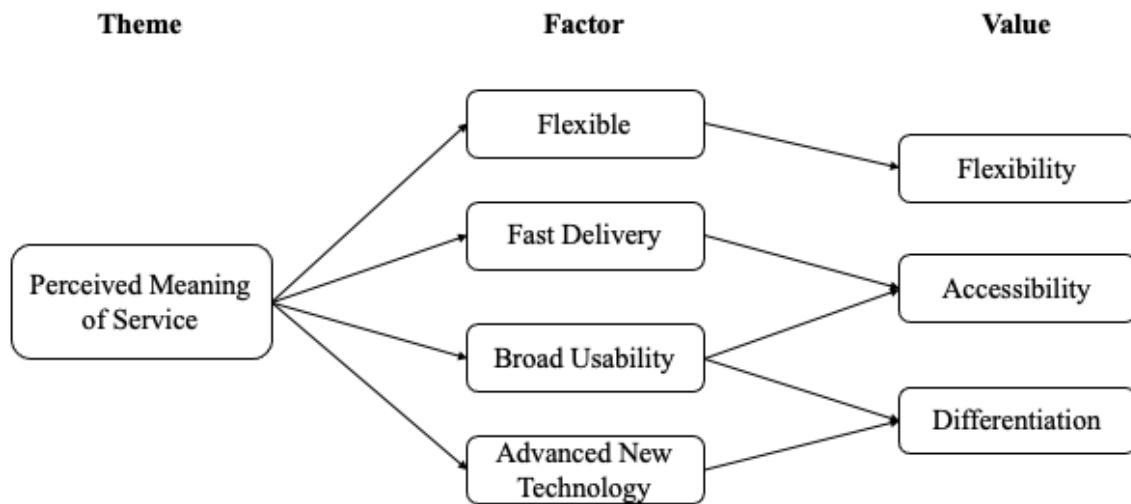 Theme Factor Value
Flexible
Flexibility
Fast Delivery
Perceived Meaning
of Service
Accessibility
Broad Usability
Differentiation
Advanced New
Technology